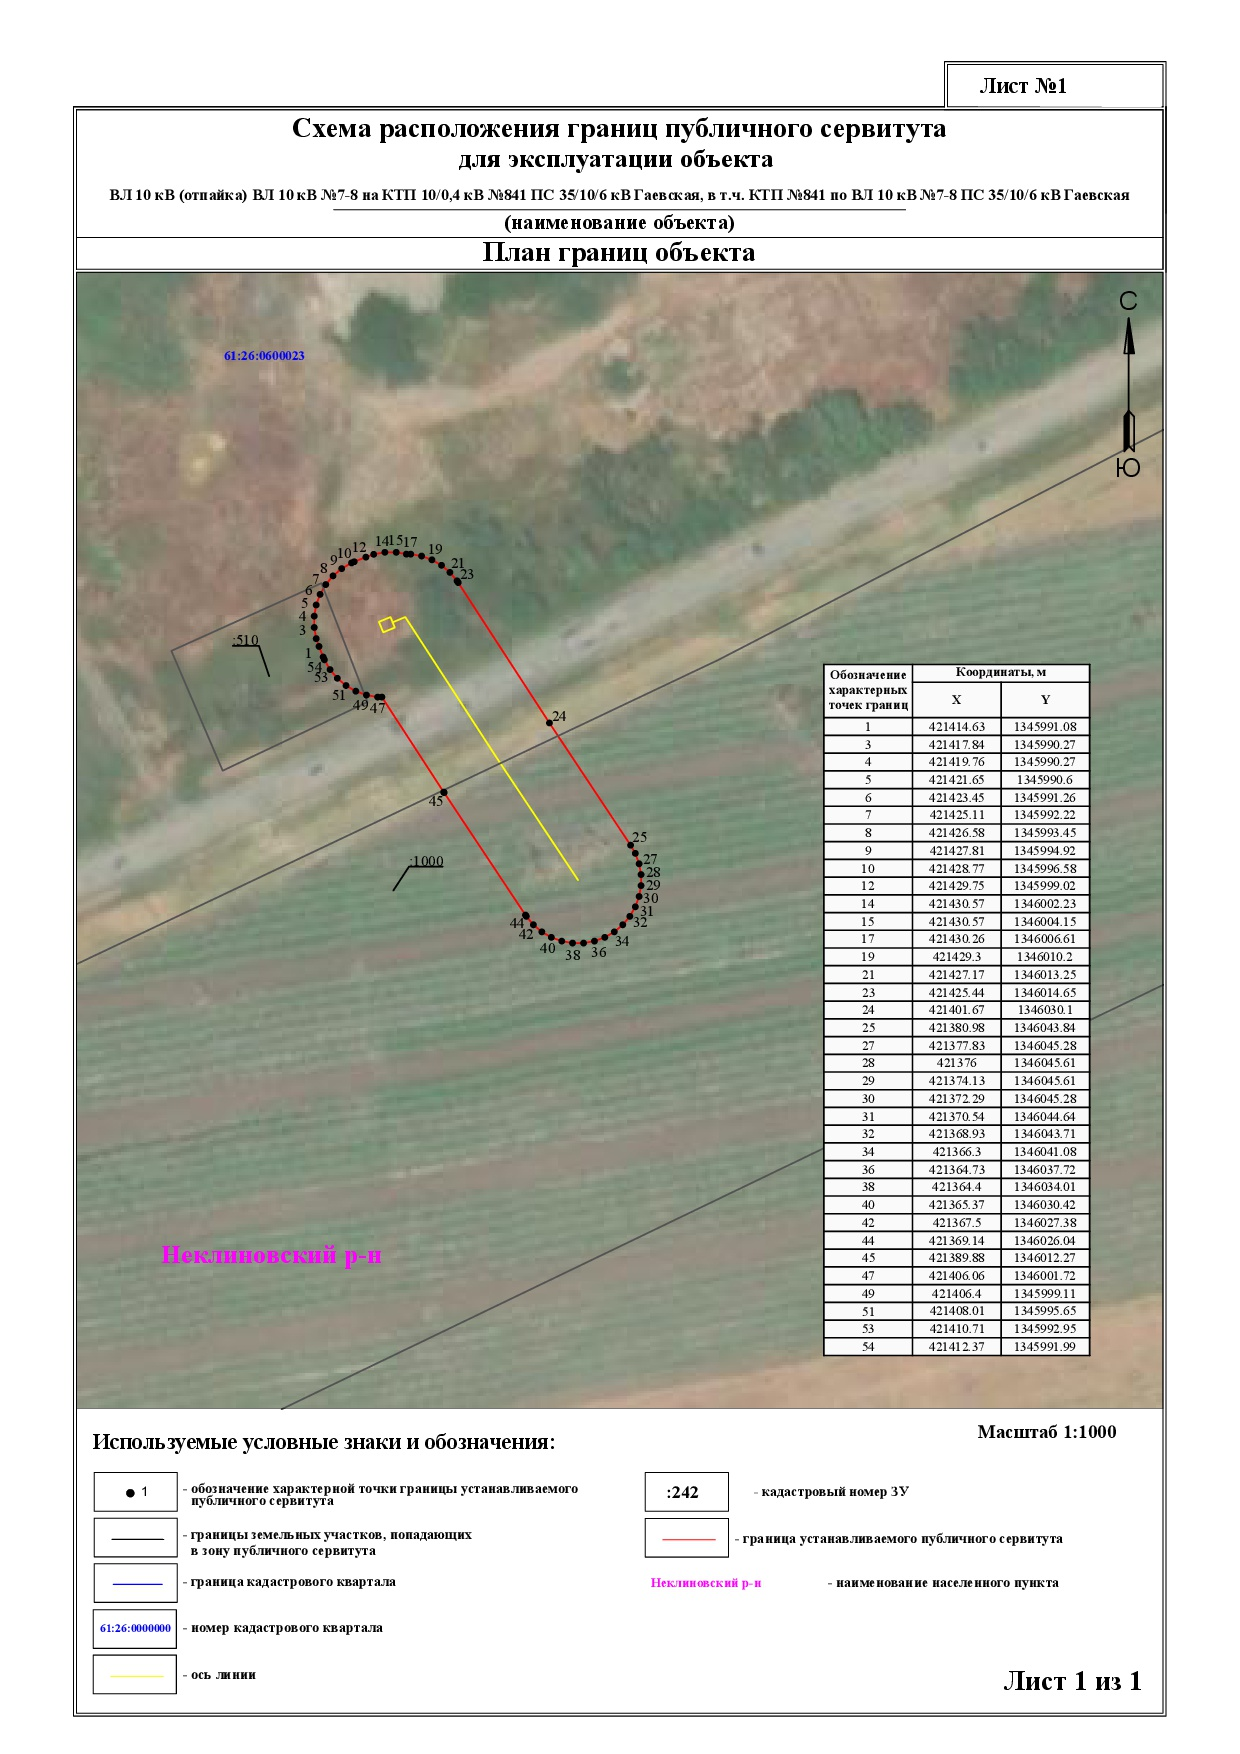 Лист №1
Схема расположения границ публичного сервитута
для эксплуатации объекта
ВЛ 10 кВ (отпайка) ВЛ 10 кВ №7-8 на КТП 10/0,4 кВ №841 ПС 35/10/6 кВ Гаевская, в т.ч. КТП №841 по ВЛ 10 кВ №7-8 ПС 35/10/6 кВ Гаевская
(наименование объекта)
План границ объекта
С
Ю
61:26:0600023
14 15 17
12
10
9
8
7
6
5
4
3
1
54
53
51
49 47
19
21
23
:510
24
45
:1000
25
27
28
29
30
31
32
34
36
38
40
42
44
Неклиновский р-н
Обозначение характерных точек границ Координаты, м
X Y
1 421414.63 1345991.08
3 421417.84 1345990.27
4 421419.76 1345990.27
5 421421.65 1345990.6
6 421423.45 1345991.26
7 421425.11 1345992.22
8 421426.58 1345993.45
9 421427.81 1345994.92
10 421428.77 1345996.58
12 421429.75 1345999.02
14 421430.57 1346002.23
15 421430.57 1346004.15
17 421430.26 1346006.61
19 421429.3 1346010.2
21 421427.17 1346013.25
23 421425.44 1346014.65
24 421401.67 1346030.1
25 421380.98 1346043.84
27 421377.83 1346045.28
28 421376 1346045.61
29 421374.13 1346045.61
30 421372.29 1346045.28
31 421370.54 1346044.64
32 421368.93 1346043.71
34 421366.3 1346041.08
36 421364.73 1346037.72
38 421364.4 1346034.01
40 421365.37 1346030.42
42 421367.5 1346027.38
44 421369.14 1346026.04
45 421389.88 1346012.27
47 421406.06 1346001.72
49 421406.4 1345999.11
51 421408.01 1345995.65
53 421410.71 1345992.95
54 421412.37 1345991.99
Масштаб 1:1000
Используемые условные знаки и обозначения:
1 - обозначение характерной точки границы устанавливаемого
публичного сервитута
- границы земельных участков, попадающих
в зону публичного сервитута
- граница кадастрового квартала
61:26:0000000 - номер кадастрового квартала
- ось линии
:242 - кадастровый номер ЗУ
- граница устанавливаемого публичного сервитута
Неклиновский р-н - наименование населенного пункта
Лист 1 из 1